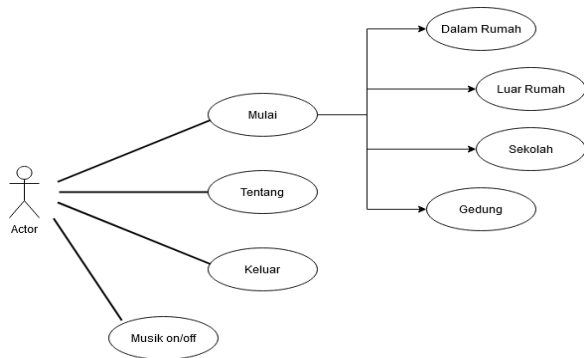 Dalam Rumah
Luar Rumah
Mulai
Sekolah
Tentang
Gedung
Actor
Keluar
Musik on/off